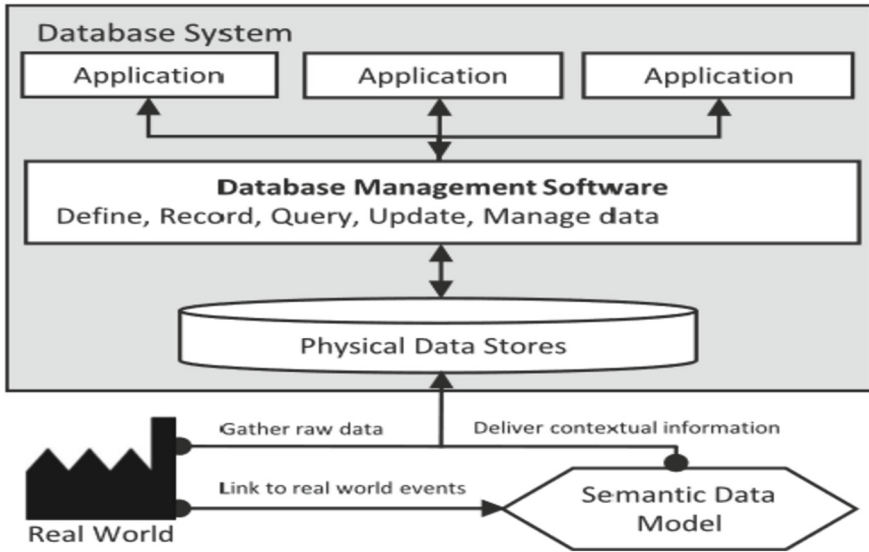 Database System
Application
Application
Application
Database Management Software
Define, Record, Query, Update, Manage data
Physical Data Stores
Gather raw data
Deliver contextual information
Link to real world events
Semantic Data
Model
Real World